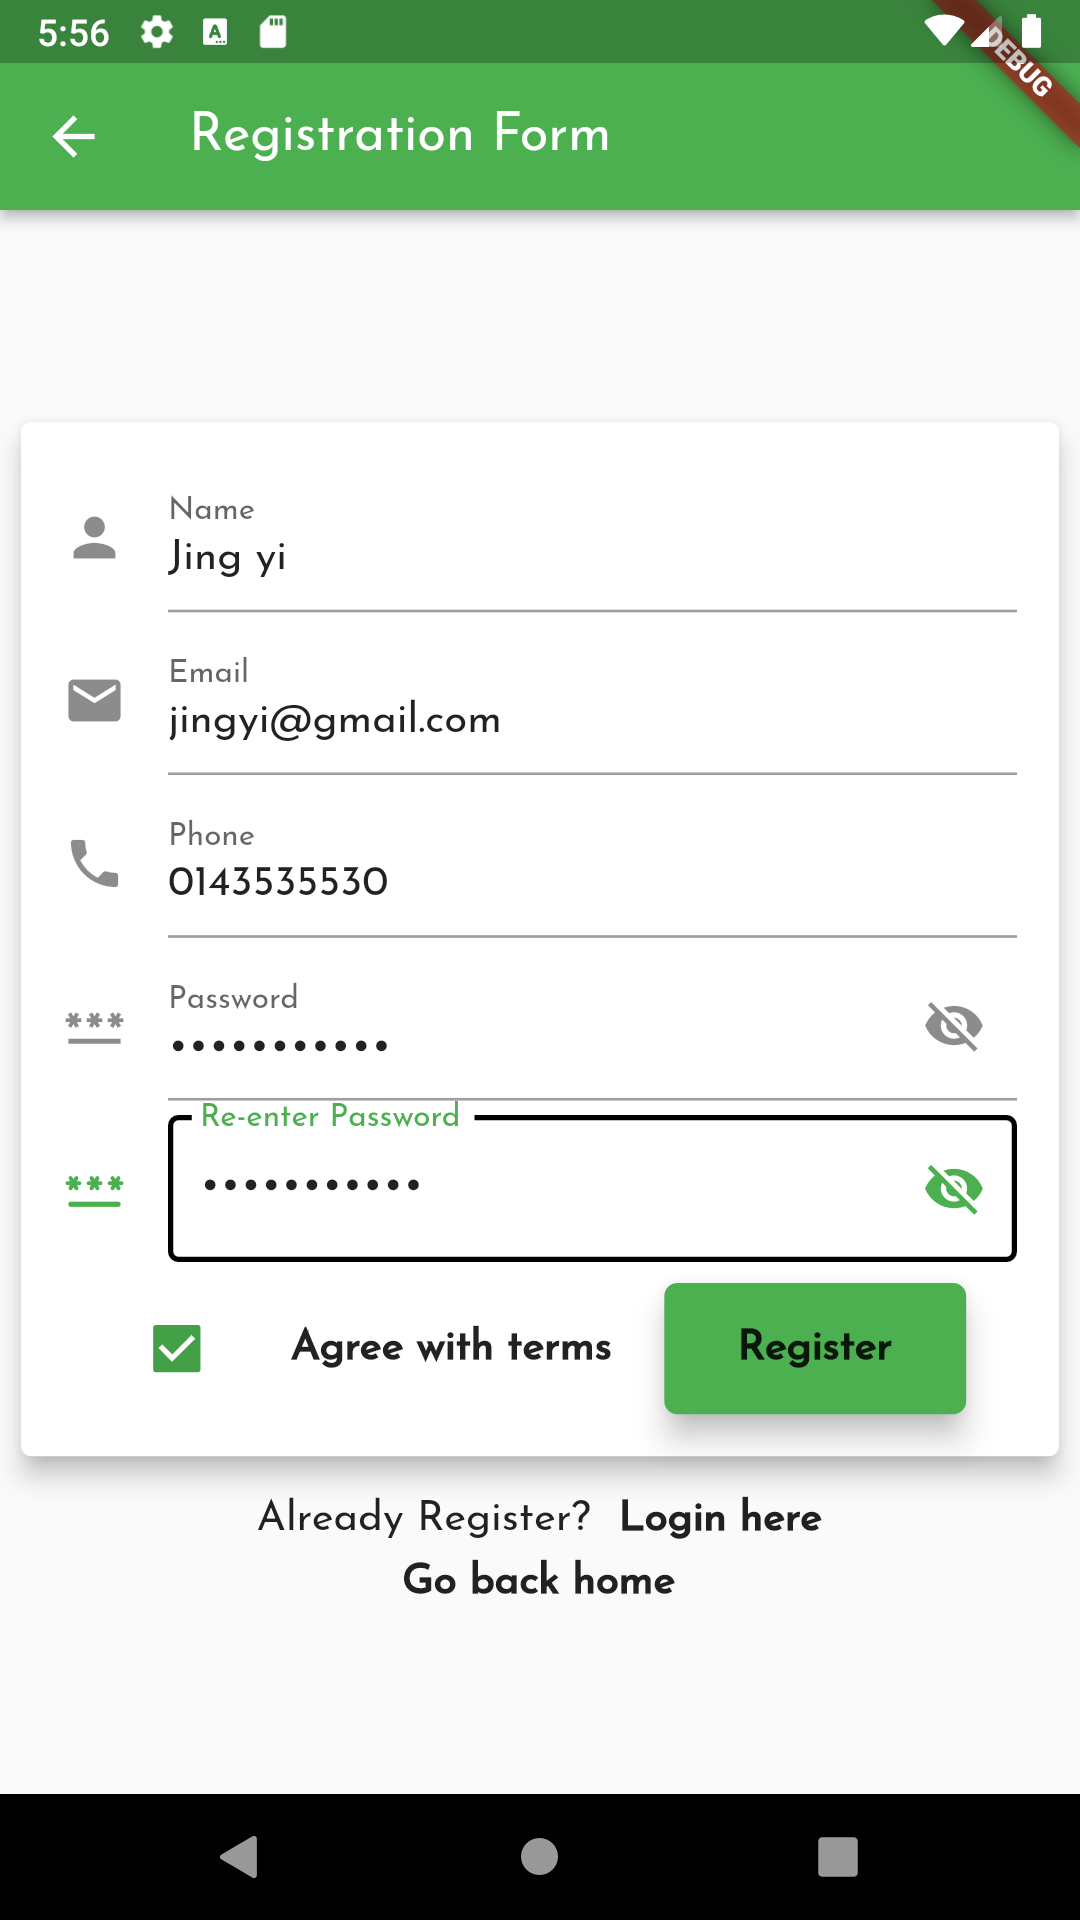 5:56
DEBUG
Registration Form
Name
Jing yi
Email
jingyi@gmail.com
Phone
0143535530
Password
•••••••••••
Re-enter Password
•••••••••••
Agree with terms
Register
Already Register? Login here
Go back home